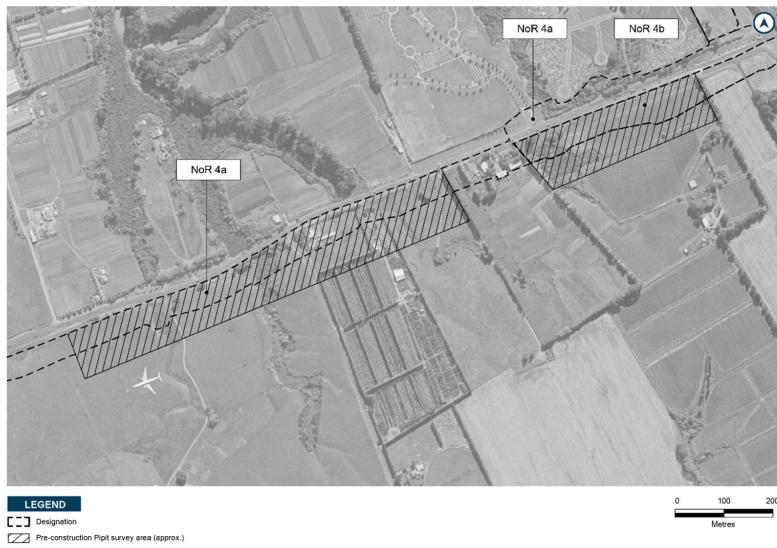 NoR 4a
NoR 4b
NoR 4a
LEGEND
Designation
Pre-construction Pipit survey area (approx.)
0 100 200
Metres